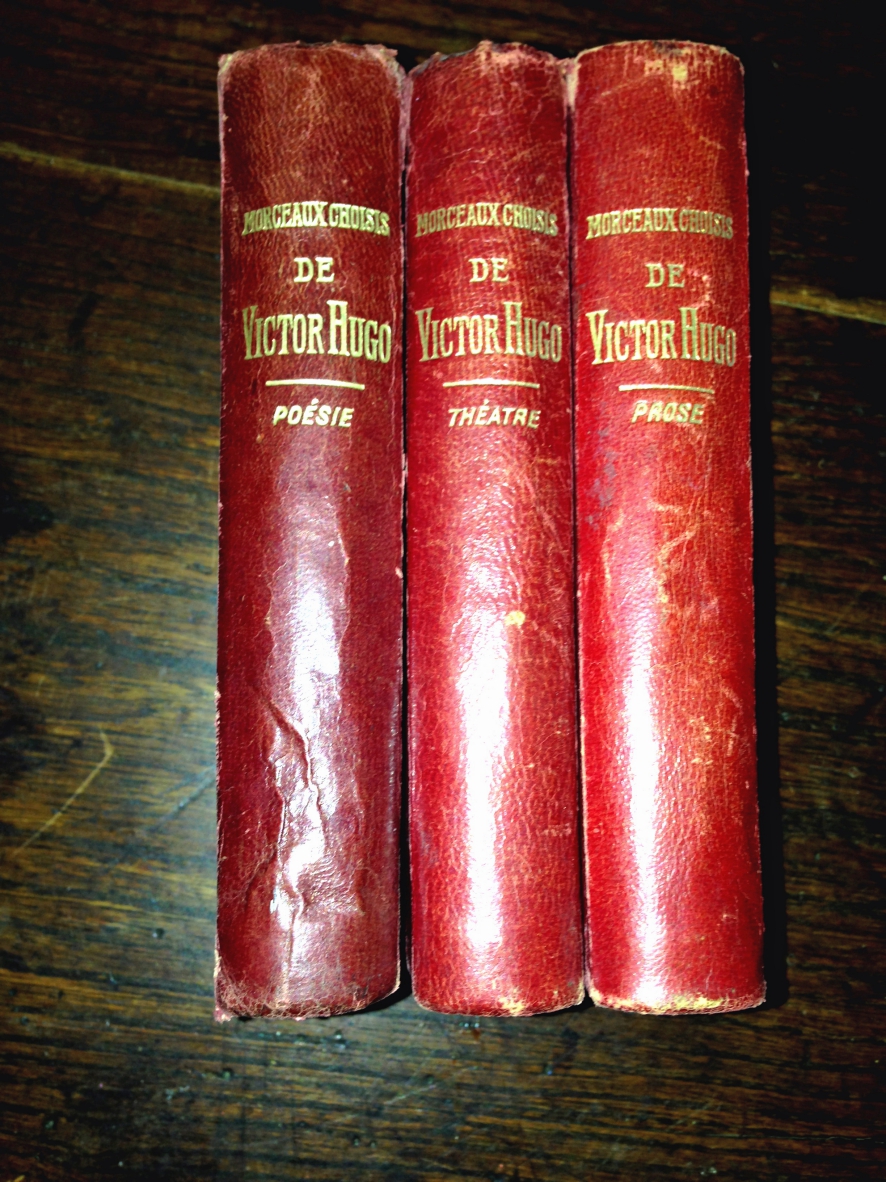 MORCEAUX CHOISIS
DE
VICTOR HUGO
POÉSIE
MORCEAUX CHOISIS
DE
VICTOR HUGO
THÉATRE
MORCEAUX CHOISIS
DE
VICTOR HUGO
PROSE